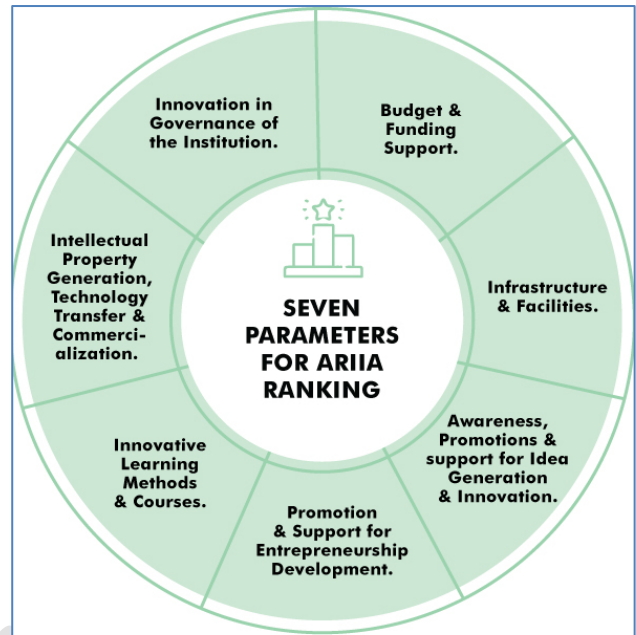 SEVEN
PARAMETERS
FOR ARIIA
RANKING
Budget &
Funding
Support.
Infrastructure
& Facilities.
Awareness,
Promotions &
support for Idea
Generation
& Innovation.
Promotion
& Support for
Entrepreneurship
Development.
Innovative
Learning
Methods
& Courses.
Intellectual
Property
Generation,
Technology
Transfer &
Commerci-
alization.
Innovation in
Governance of
the Institution.